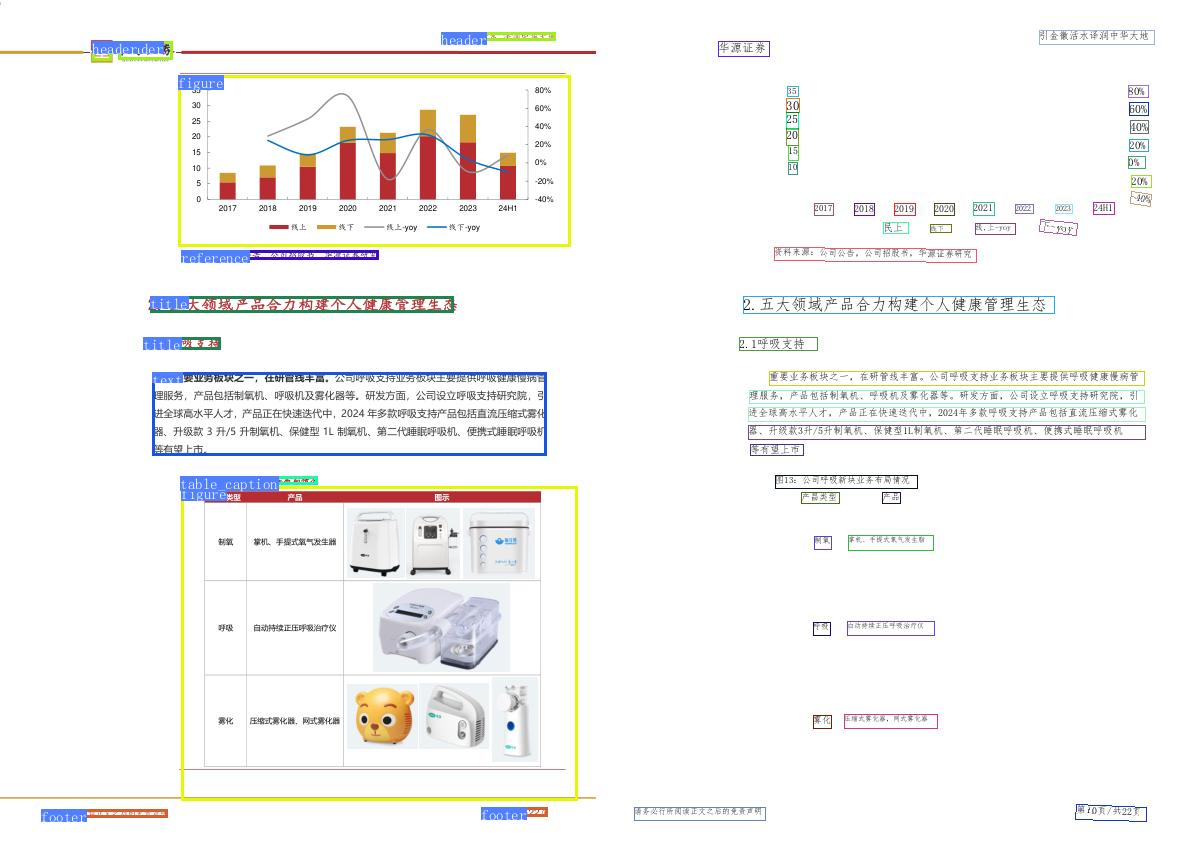 header
header
figure
35
30
25
20
15
10
5
0
80%
60%
40%
20%
0%
-20%
-40%
2017 2018 2019 2020 2021 2022 2023 24H1
线上 线下 线上-yoy 线下-yoy
reference
title 大领域产品合力构建个人健康管理生态
title 吸支持
text 要业务板块之一，在研管线丰富。公司呼吸支持业务板块主要提供呼吸健康慢病管
理服务，产品包括制氧机、呼吸机及雾化器等。研发方面，公司设立呼吸支持研究院，引
进全球高水平人才，产品正在快速迭代中，2024 年多款呼吸支持产品包括直流压缩式雾化
器、升级款 3 升/5 升制氧机、保健型 1L 制氧机、第二代睡眠呼吸机、便携式睡眠呼吸机
等有望上市。
table_caption
figure
类型 产品 图示
制氧 掌机、手提式氧气发生器
呼吸 自动持续正压呼吸治疗仪
雾化 压缩式雾化器、网式雾化器
footer
footer
华源证券
引金徽活水译润中华大地
35
30
25
20
15
10
80%
60%
40%
20%
0%
20%
-40%
2017 2018 2019 2020 2021 2022 2023 24H1
民上 线下 线.上-yoy 下-yoy
资料来源：公司公告，公司招股书，华源证券研究
2.五大领域产品合力构建个人健康管理生态
2.1呼吸支持
重要业务板块之一，在研管线丰富。公司呼吸支持业务板块主要提供呼吸健康慢病管
理服务，产品包括制氧机、呼吸机及雾化器等。研发方面，公司设立呼吸支持研究院，引
进全球高水平人才，产品正在快速迭代中，2024年多款呼吸支持产品包括直流压缩式雾化
器、升级款3升/5升制氧机、保健型1L制氧机、第二代睡眠呼吸机、便携式睡眠呼吸机
等有望上市
图13：公司呼吸新块业务布局情况
产品类型 产品
制氧 掌机、手提式氧气发生脂
呼吸 自动持续正压呼吸治疗仪
雾化 压缩式雾化器，网式雾化器
请务必行所阅读正文之后的免责声明
第10页/共22页